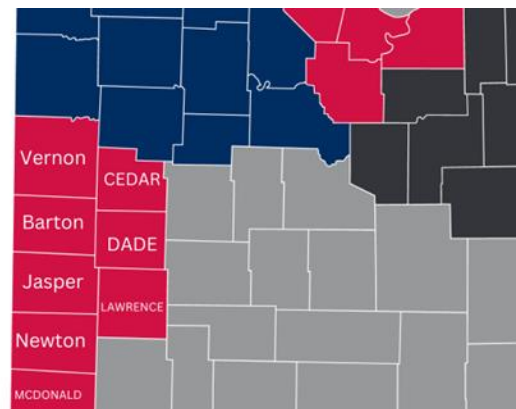 Vernon
CEDAR
Barton
DADE
Jasper
LAWRENCE
Newton
MCDONALD